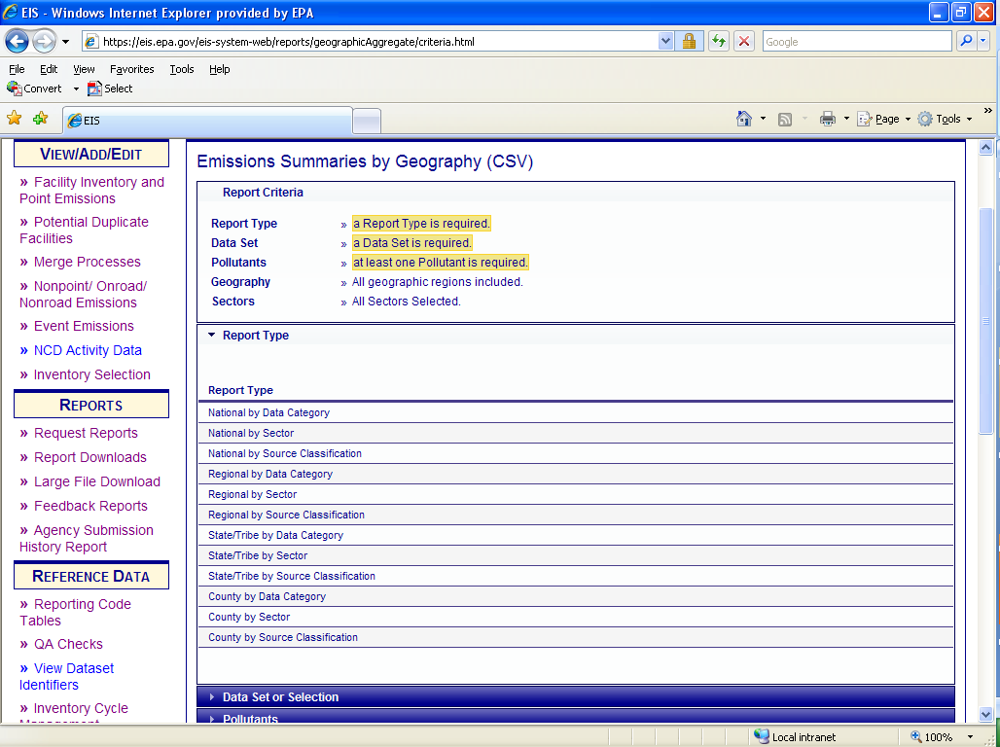 EIS - Windows Internet Explorer provided by EPA
https://eis.epa.gov/eis-system-web/reports/geographicAggregate/criteria.html
Google
File Edit View Favorites Tools Help
Convert Select
EIS
Page Tools »
VIEW/ADD/EDIT
» Facility Inventory and
Point Emissions
» Potential Duplicate
Facilities
» Merge Processes
» Nonpoint/ Onroad/
Nonroad Emissions
» Event Emissions
» NCD Activity Data
» Inventory Selection
REPORTS
» Request Reports
» Report Downloads
» Large File Download
» Feedback Reports
» Agency Submission
History Report
REFERENCE DATA
» Reporting Code
Tables
» QA Checks
» View Dataset
Identifiers
» Inventory Cycle
Management
Emissions Summaries by Geography (CSV)
Report Criteria
Report Type » a Report Type is required.
Data Set » a Data Set is required.
Pollutants » at least one Pollutant is required.
Geography » All geographic regions included.
Sectors » All Sectors Selected.
Report Type
Report Type
National by Data Category
National by Sector
National by Source Classification
Regional by Data Category
Regional by Sector
Regional by Source Classification
State/Tribe by Data Category
State/Tribe by Sector
State/Tribe by Source Classification
County by Data Category
County by Sector
County by Source Classification
Data Set or Selection
Pollutants
Local intranet
100%